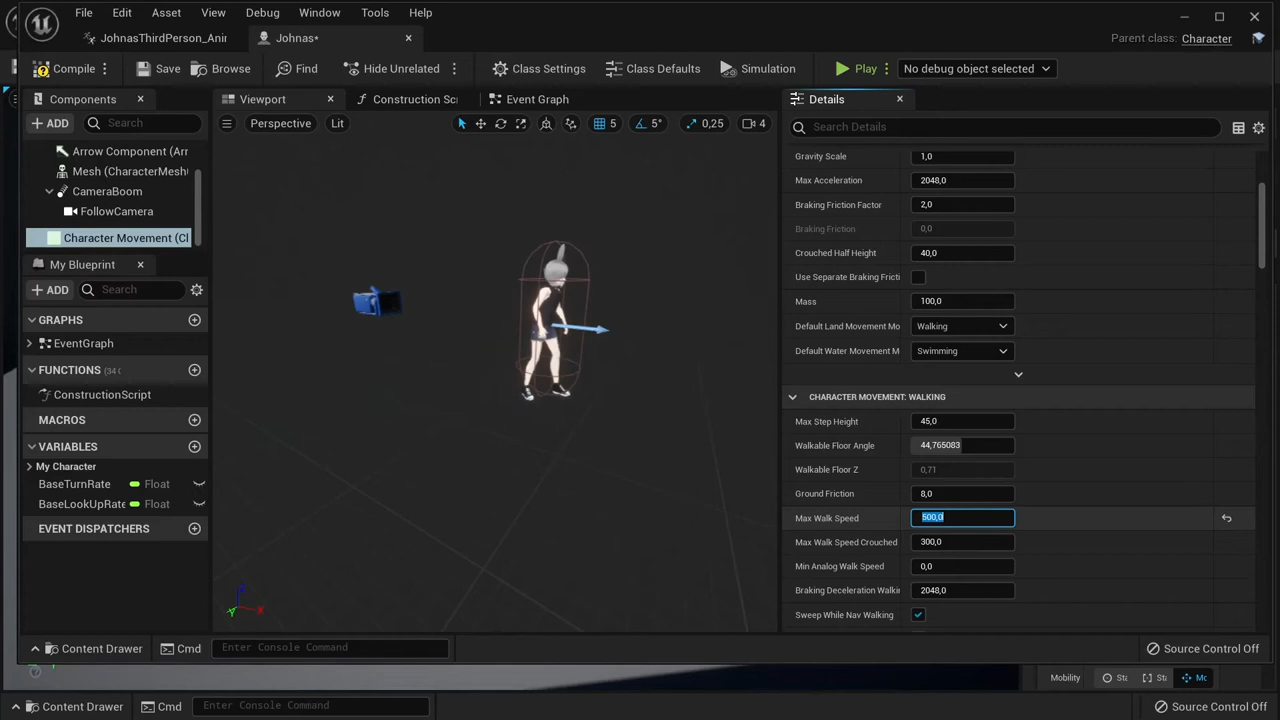 File Edit Asset View Debug Window Tools Help
JohnasThirdPerson_Ani
Johnas*
Parent class: Character
Compile
Save
Browse
Find
Hide Unrelated
Class Settings
Class Defaults
Simulation
Play
No debug object selected
Components
Viewport
Construction Sc
Event Graph
Details
ADD
Search
Perspective
Lit
5
5°
0,25
4
Search Details
Arrow Component (Arr
Mesh (CharacterMesh
CameraBoom
FollowCamera
Character Movement (Cl
My Blueprint
ADD
Search
GRAPHS
EventGraph
FUNCTIONS (34
ConstructionScript
MACROS
VARIABLES
My Character
BaseTurnRate Float
BaseLookUpRate Float
EVENT DISPATCHERS
Gravity Scale 1,0
Max Acceleration 2048,0
Braking Friction Factor 2,0
Braking Friction 0,0
Crouched Half Height 40,0
Use Separate Braking Fricti
Mass 100,0
Default Land Movement Mo Walking
Default Water Movement M Swimming
CHARACTER MOVEMENT: WALKING
Max Step Height 45,0
Walkable Floor Angle 44,765083
Walkable Floor Z 0,71
Ground Friction 8,0
Max Walk Speed 500,0
Max Walk Speed Crouched 300,0
Min Analog Walk Speed 0,0
Braking Deceleration Walki 2048,0
Sweep While Nav Walking
Z
Y
X
Content Drawer
Cmd
Enter Console Command
Source Control Off
Mobility
Sta
Sta
Mo
Content Drawer
Cmd
Enter Console Command
Source Control Off